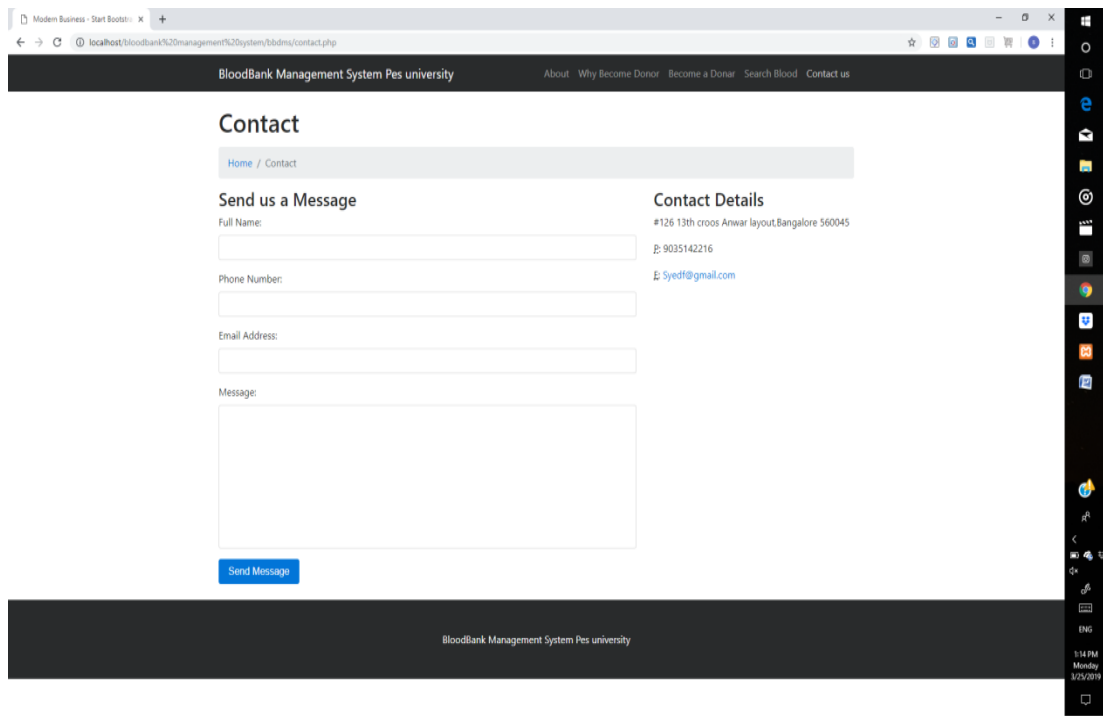 Modern Business - Start Bootstr
localhost/bloodbank%20management%20system/bbdms/contact.php
BloodBank Management System Pes university
About Why Become Donor Become a Donar Search Blood Contact us
Contact
Home / Contact
Send us a Message
Full Name:
Phone Number:
Email Address:
Message:
Send Message
Contact Details
#126 13th croos Anwar layout,Bangalore 560045
P: 9035142216
E: Syedf@gmail.com
BloodBank Management System Pes university
ENG
1:14 PM
Monday
3/25/2019